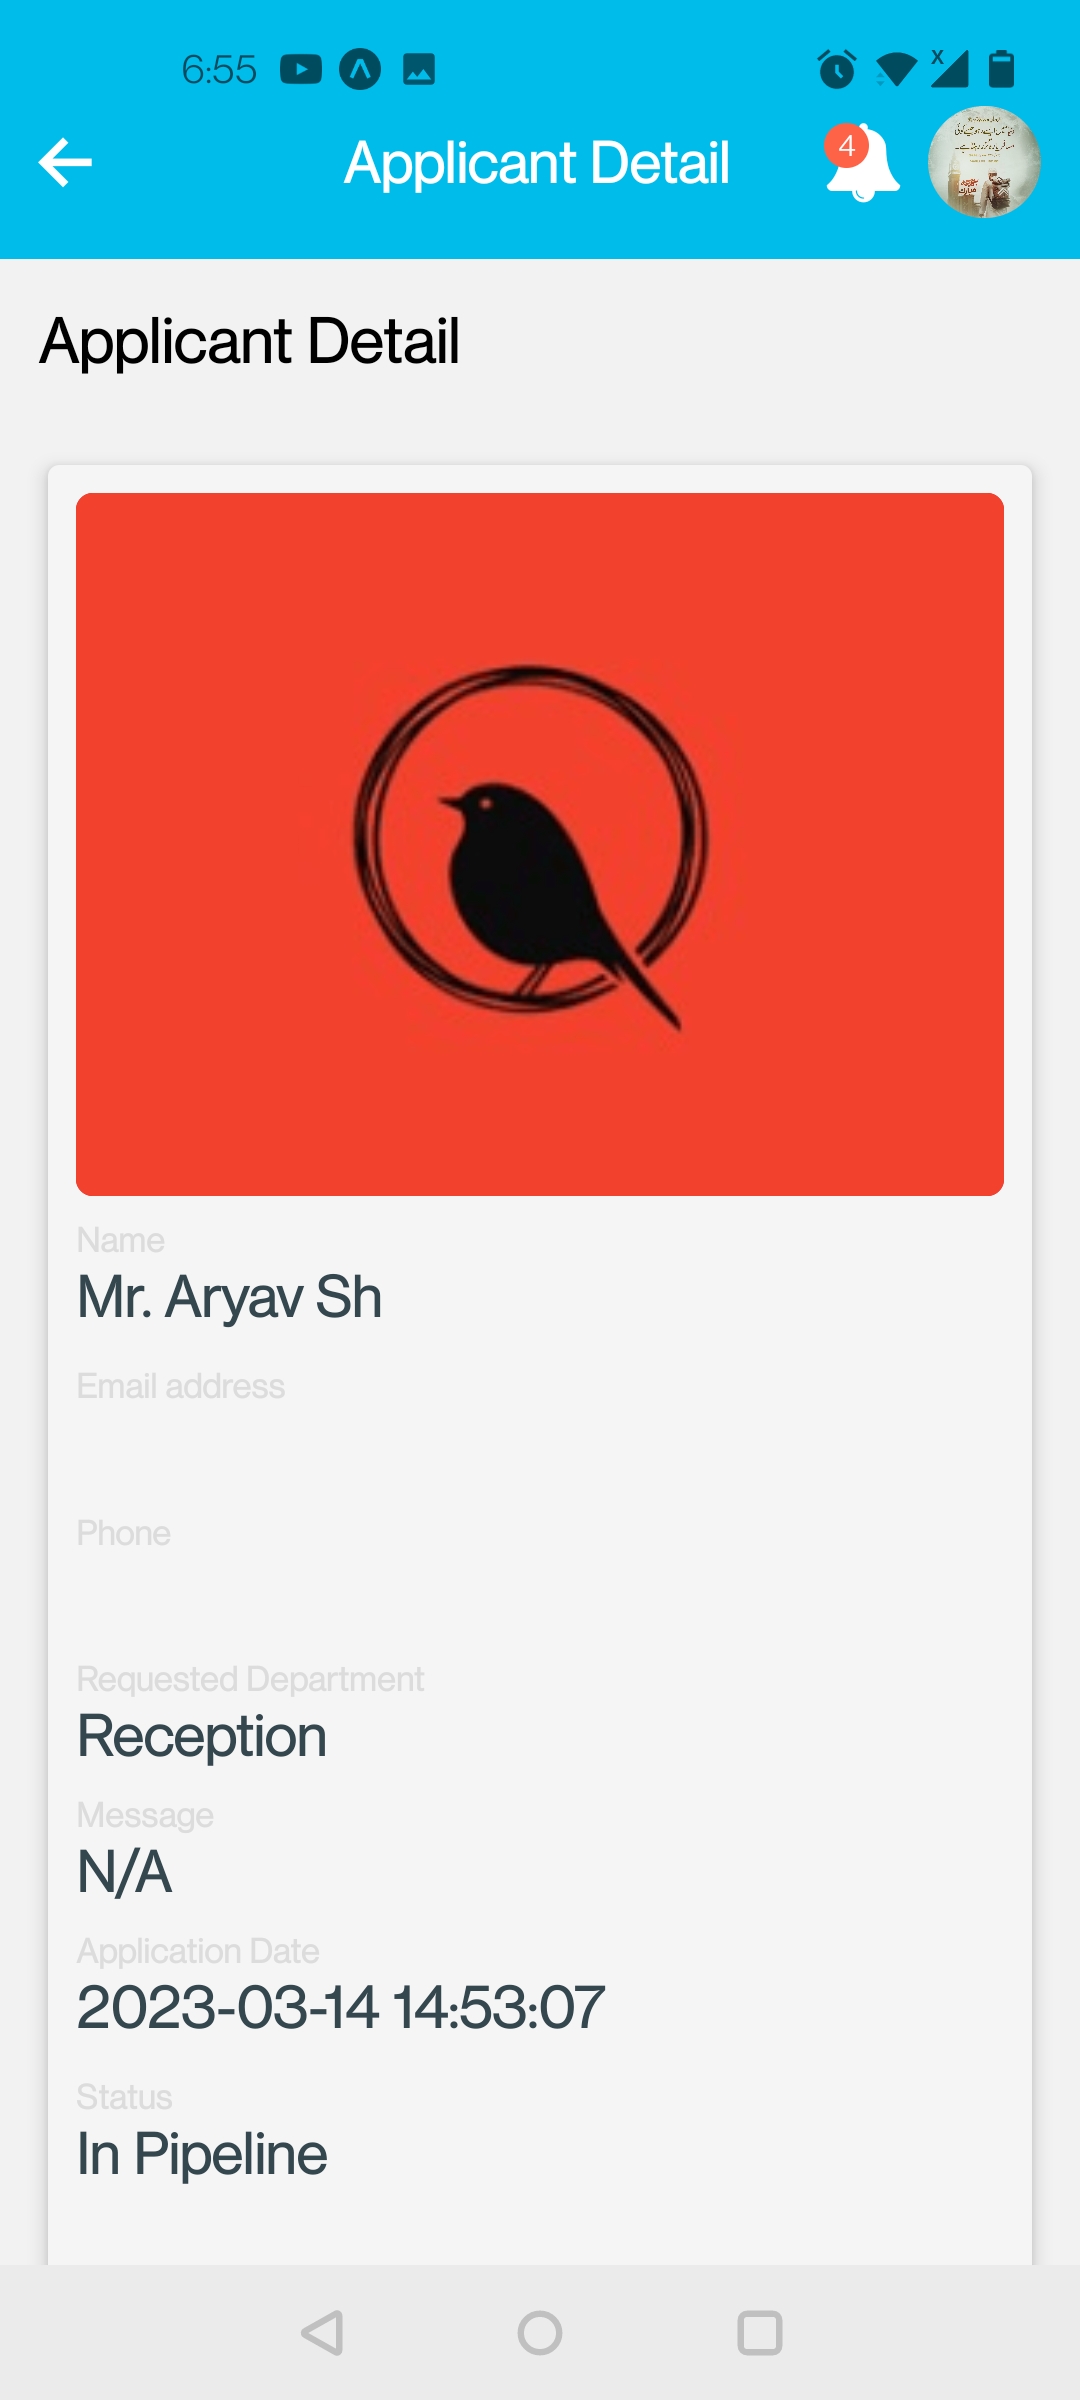 6:55
Applicant Detail
4
Applicant Detail
Name
Mr. Aryav Sh
Email address
Phone
Requested Department
Reception
Message
N/A
Application Date
2023-03-14 14:53:07
Status
In Pipeline